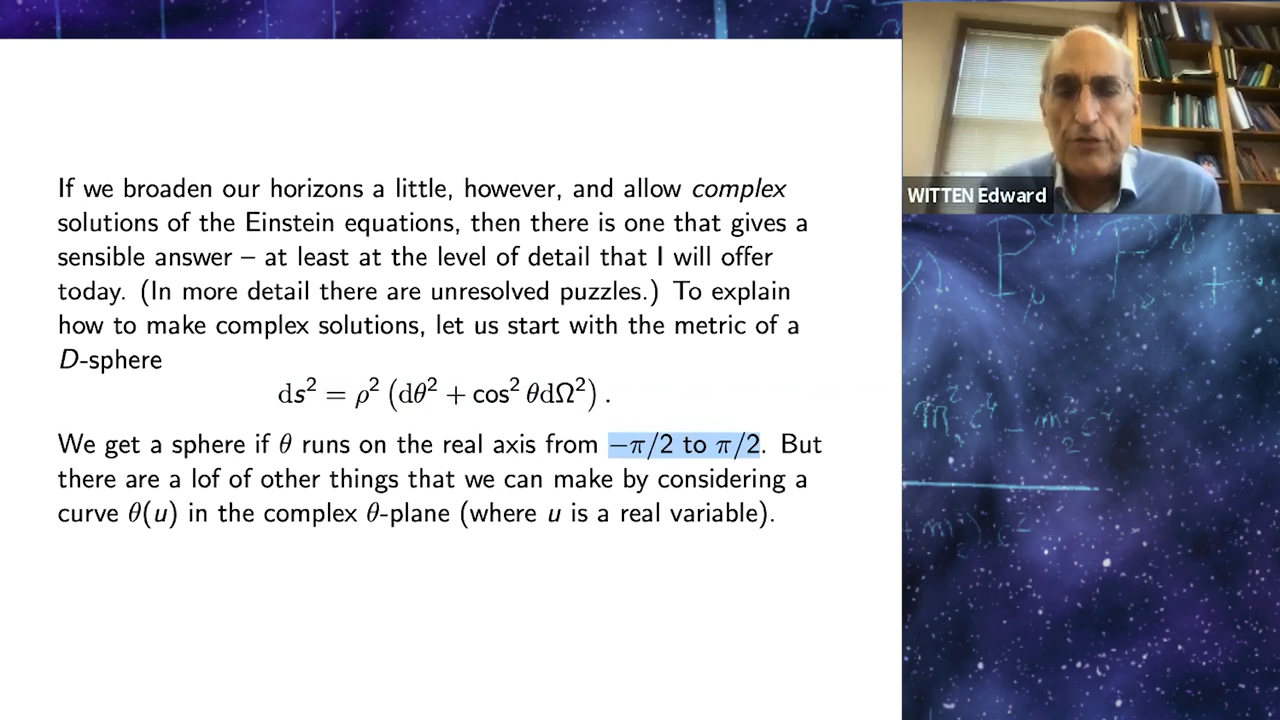 If we broaden our horizons a little, however, and allow complex
solutions of the Einstein equations, then there is one that gives a
sensible answer – at least at the level of detail that I will offer
today. (In more detail there are unresolved puzzles.) To explain
how to make complex solutions, let us start with the metric of a
D-sphere
ds² = ρ² (dθ² + cos² θdΩ²) .
We get a sphere if θ runs on the real axis from −π/2 to π/2. But
there are a lof of other things that we can make by considering a
curve θ(u) in the complex θ-plane (where u is a real variable).
WITTEN Edward